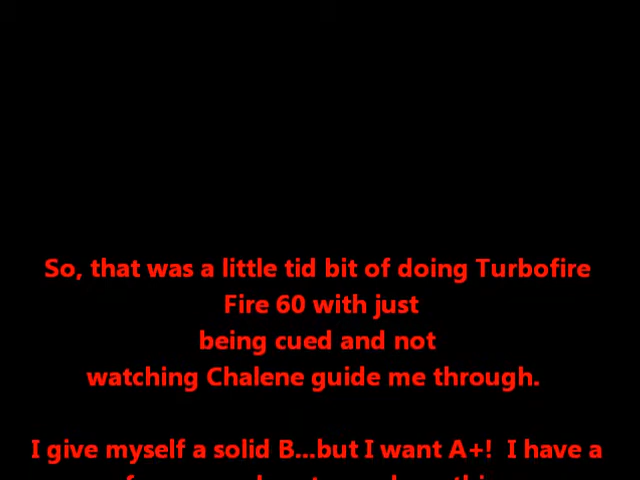 So, that was a little tid bit of doing Turbofire
Fire 60 with just
being cued and not
watching Chalene guide me through.
I give myself a solid B...but I want A+!  I have a